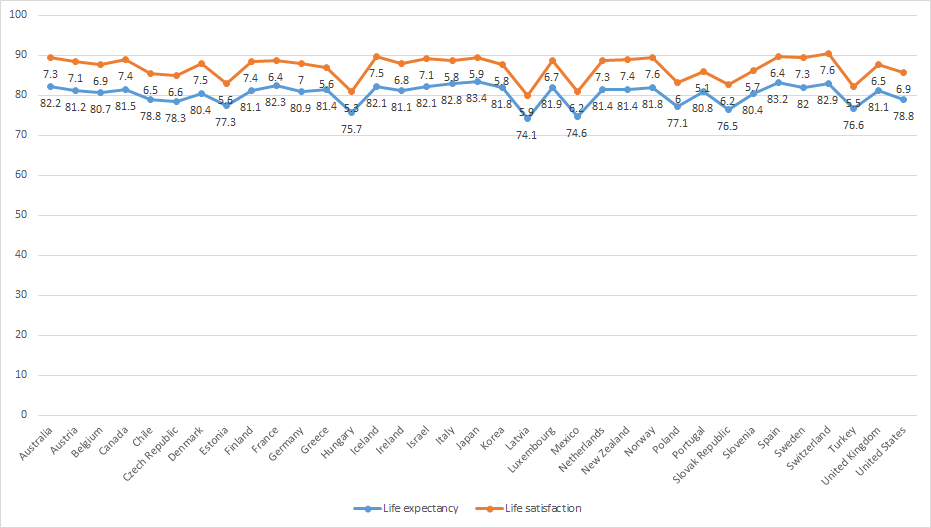 100
90
80
70
60
50
40
30
20
10
0
7.3 7.1 6.9 7.4 6.5 6.6 7.5 5.6 7.4 6.4 7 5.6 5.3 7.5 6.8 7.1 5.8 5.9 5.8 5.9 6.7 6.2 7.3 7.4 7.6 6 5.1 6.2 5.7 6.4 7.3 7.6 5.5 6.5 6.9
82.2 81.2 80.7 81.5 78.8 78.3 80.4 77.3 81.1 82.3 80.9 81.4 75.7 82.1 81.1 82.1 82.8 83.4 81.8 74.1 81.9 74.6 81.4 81.4 81.8 77.1 80.8 76.5 80.4 83.2 82 82.9 76.6 81.1 78.8
Australia
Austria
Belgium
Canada
Chile
Czech Republic
Denmark
Estonia
Finland
France
Germany
Greece
Hungary
Iceland
Ireland
Israel
Italy
Japan
Korea
Latvia
Luxembourg
Mexico
Netherlands
New Zealand
Norway
Poland
Portugal
Slovak Republic
Slovenia
Spain
Sweden
Switzerland
Turkey
United Kingdom
United States
Life expectancy Life satisfaction